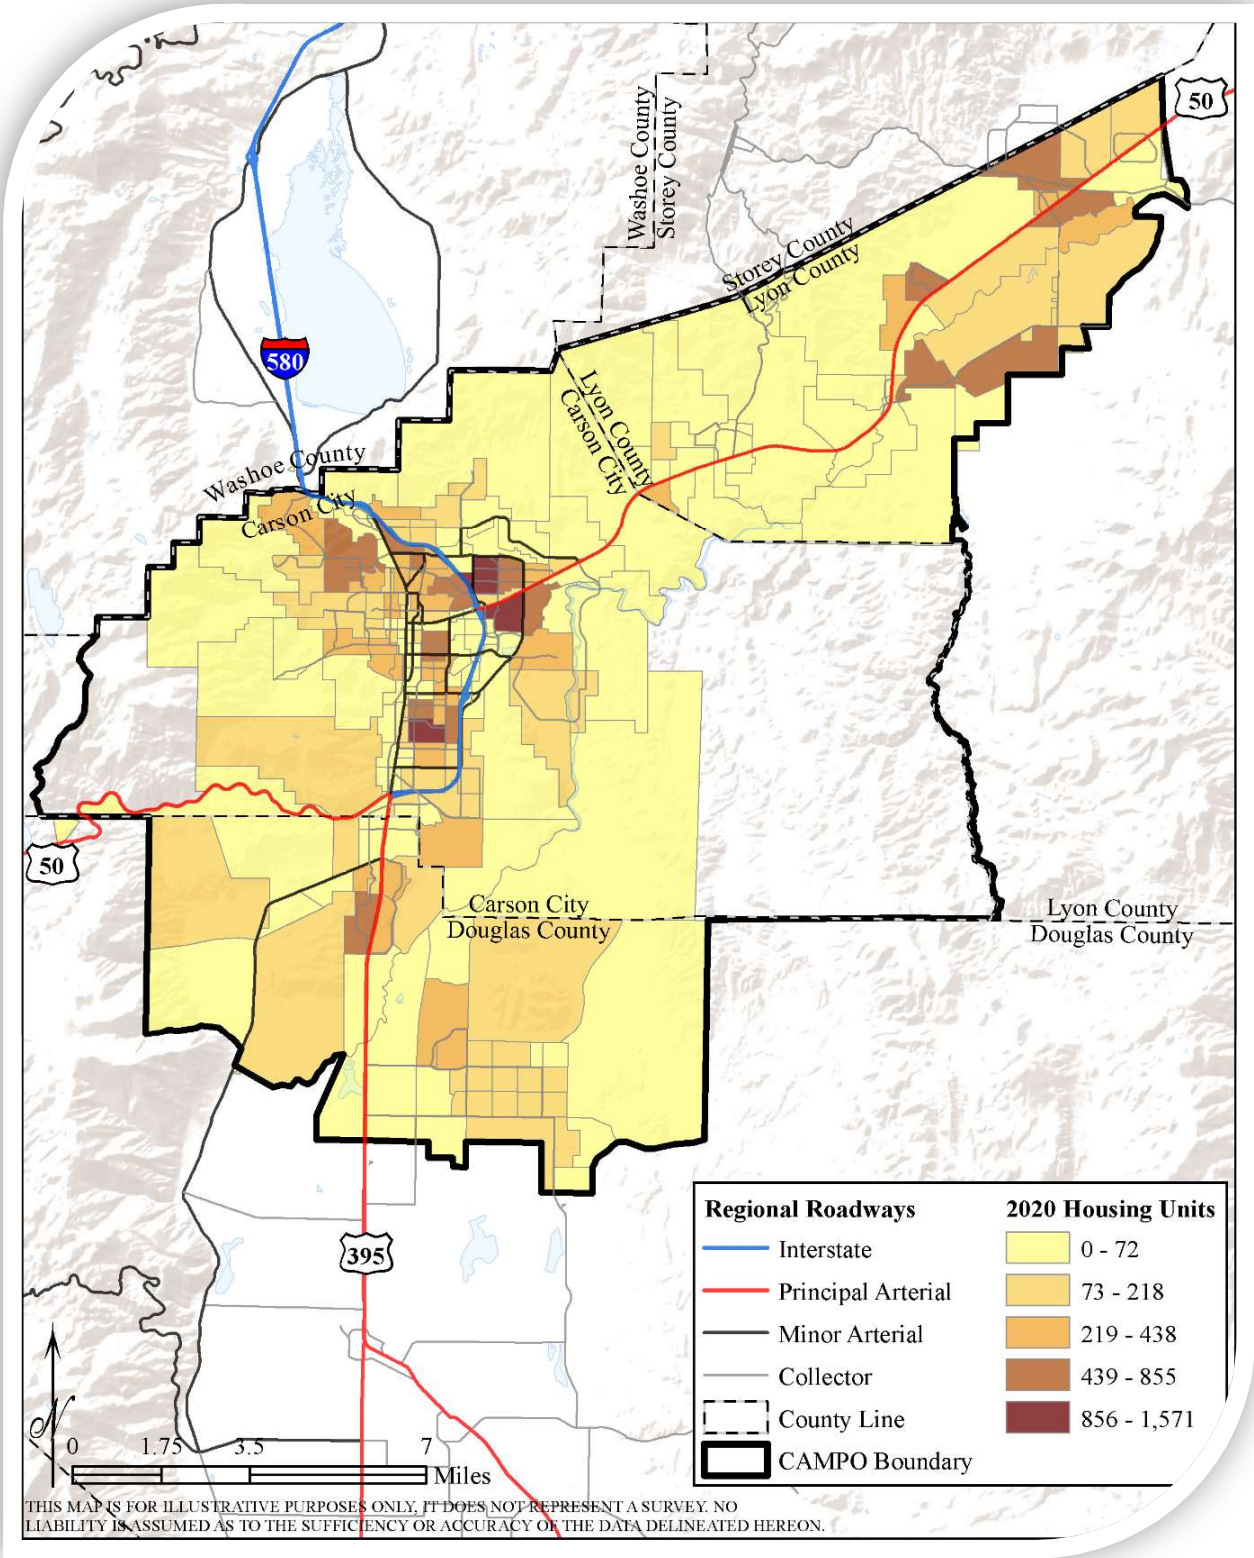 Washoe County
Storey County
50
Storey County
Lyon County
580
Lyon County
Carson City
Washoe County
Carson City
50
Carson City
Douglas County
Lyon County
Douglas County
395
Regional Roadways
Interstate
Principal Arterial
Minor Arterial
Collector
County Line
CAMPO Boundary
2020 Housing Units
0 - 72
73 - 218
219 - 438
439 - 855
856 - 1,571
N
0 1.75 3.5 7
Miles
THIS MAP IS FOR ILLUSTRATIVE PURPOSES ONLY, IT DOES NOT REPRESENT A SURVEY. NO
LIABILITY IS ASSUMED AS TO THE SUFFICIENCY OR ACCURACY OF THE DATA DELINEATED HEREON.